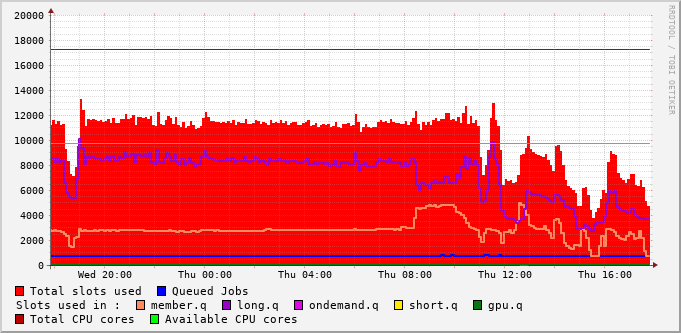 20000
18000
16000
14000
12000
10000
8000
6000
4000
2000
0
Wed 20:00 Thu 00:00 Thu 04:00 Thu 08:00 Thu 12:00 Thu 16:00
RRDTOOL / TOBI OETIKER
Total slots used Queued Jobs
Slots used in : member.q long.q ondemand.q short.q gpu.q
Total CPU cores Available CPU cores